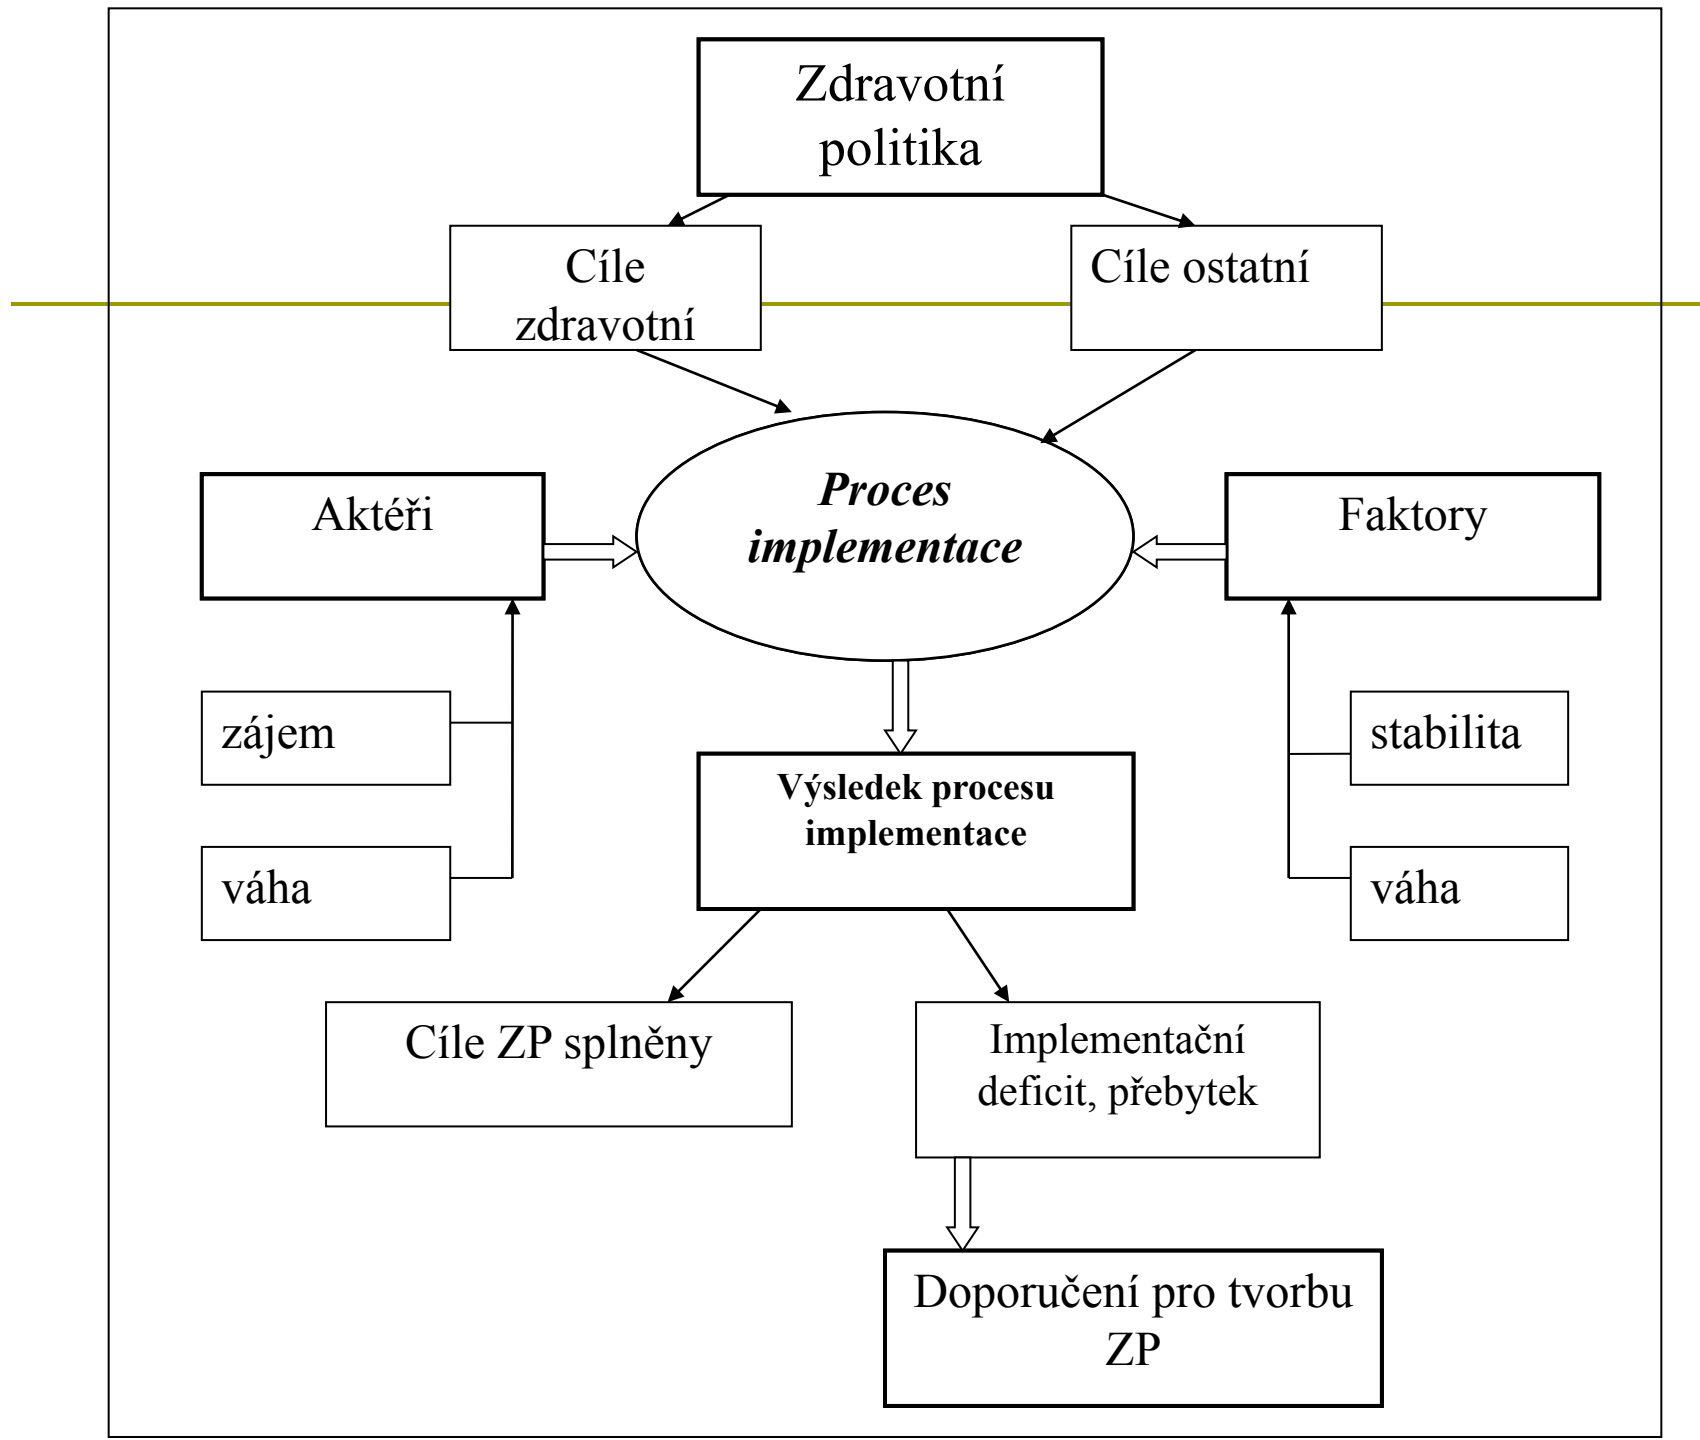 Zdravotní
politika
Cíle
zdravotní
Cíle ostatní
Proces
implementace
Aktéři
Faktory
zájem
stabilita
Výsledek procesu
implementace
váha
váha
Cíle ZP splněny
Implementační
deficit, přebytek
Doporučení pro tvorbu
ZP